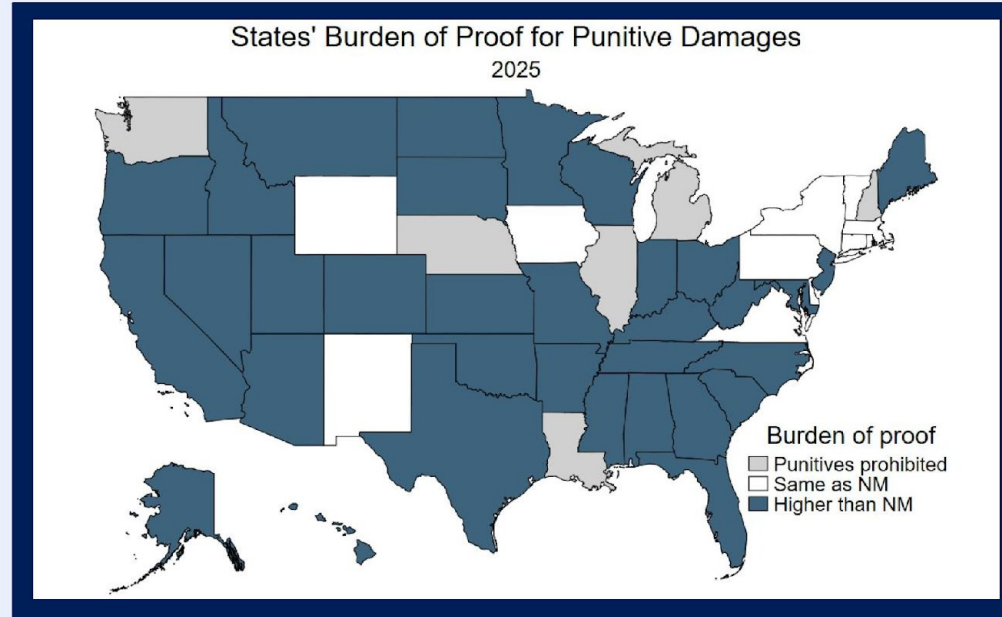 States' Burden of Proof for Punitive Damages
2025
Burden of proof
Punitives prohibited
Same as NM
Higher than NM